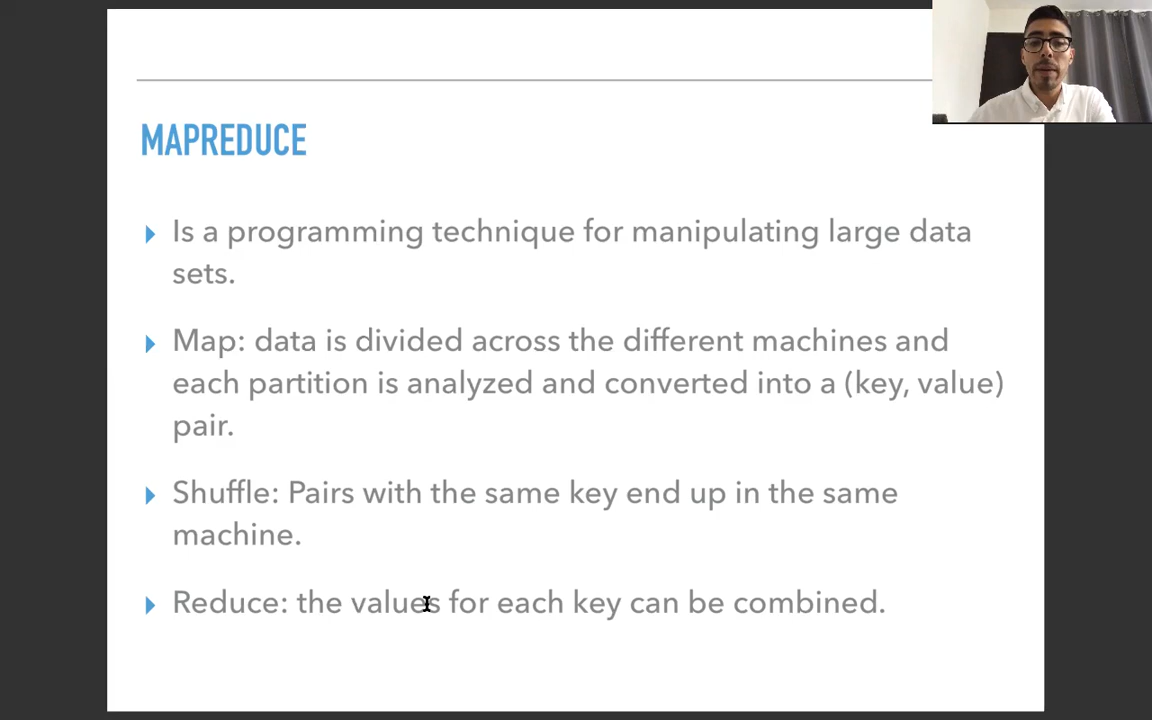 MAPREDUCE
Is a programming technique for manipulating large data
sets.
Map: data is divided across the different machines and
each partition is analyzed and converted into a (key, value)
pair.
Shuffle: Pairs with the same key end up in the same
machine.
Reduce: the values for each key can be combined.